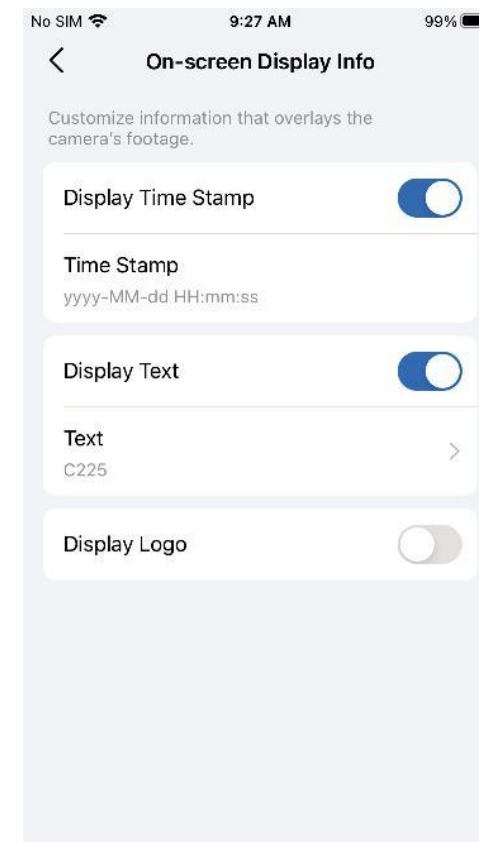 No SIM 9:27 AM 99%
On-screen Display Info
Customize information that overlays the
camera's footage.
Display Time Stamp
Time Stamp
yyyy-MM-dd HH:mm:ss
Display Text
Text
C225
Display Logo